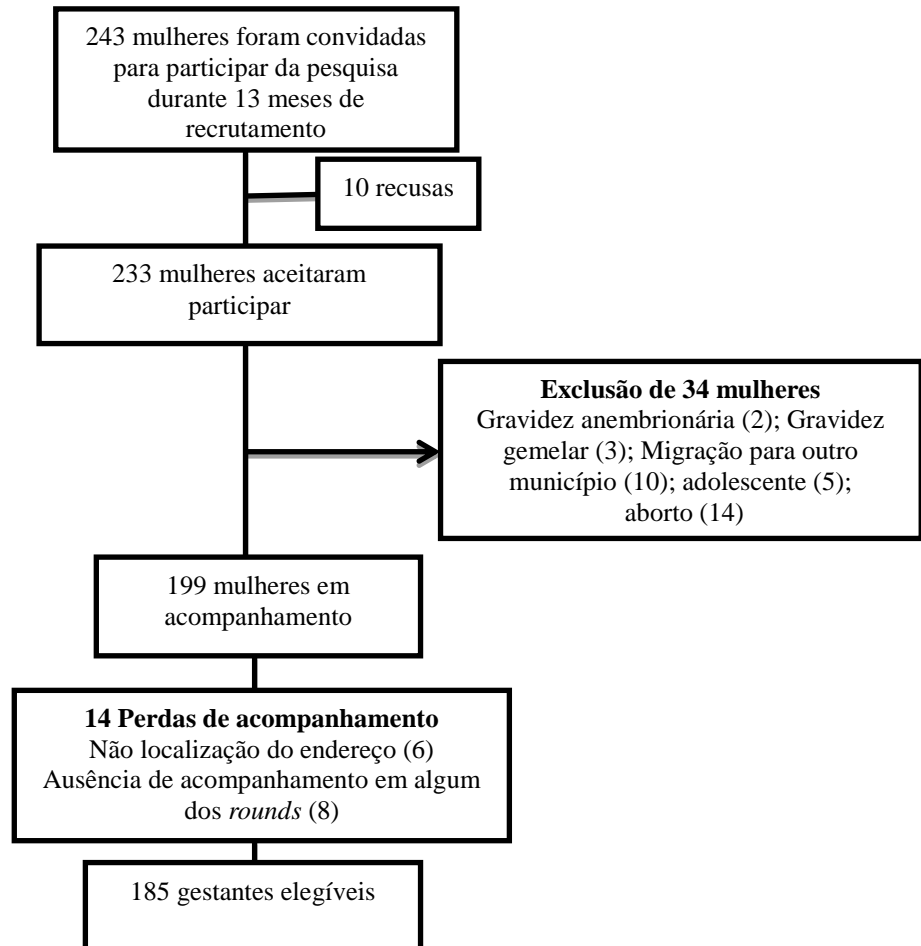 243 mulheres foram convidadas
para participar da pesquisa
durante 13 meses de
recrutamento
10 recusas
233 mulheres aceitaram
participar
Exclusão de 34 mulheres
Gravidez anembrionária (2); Gravidez
gemelar (3); Migração para outro
município (10); adolescente (5);
aborto (14)
199 mulheres em
acompanhamento
14 Perdas de acompanhamento
Não localização do endereço (6)
Ausência de acompanhamento em algum
dos rounds (8)
185 gestantes elegíveis